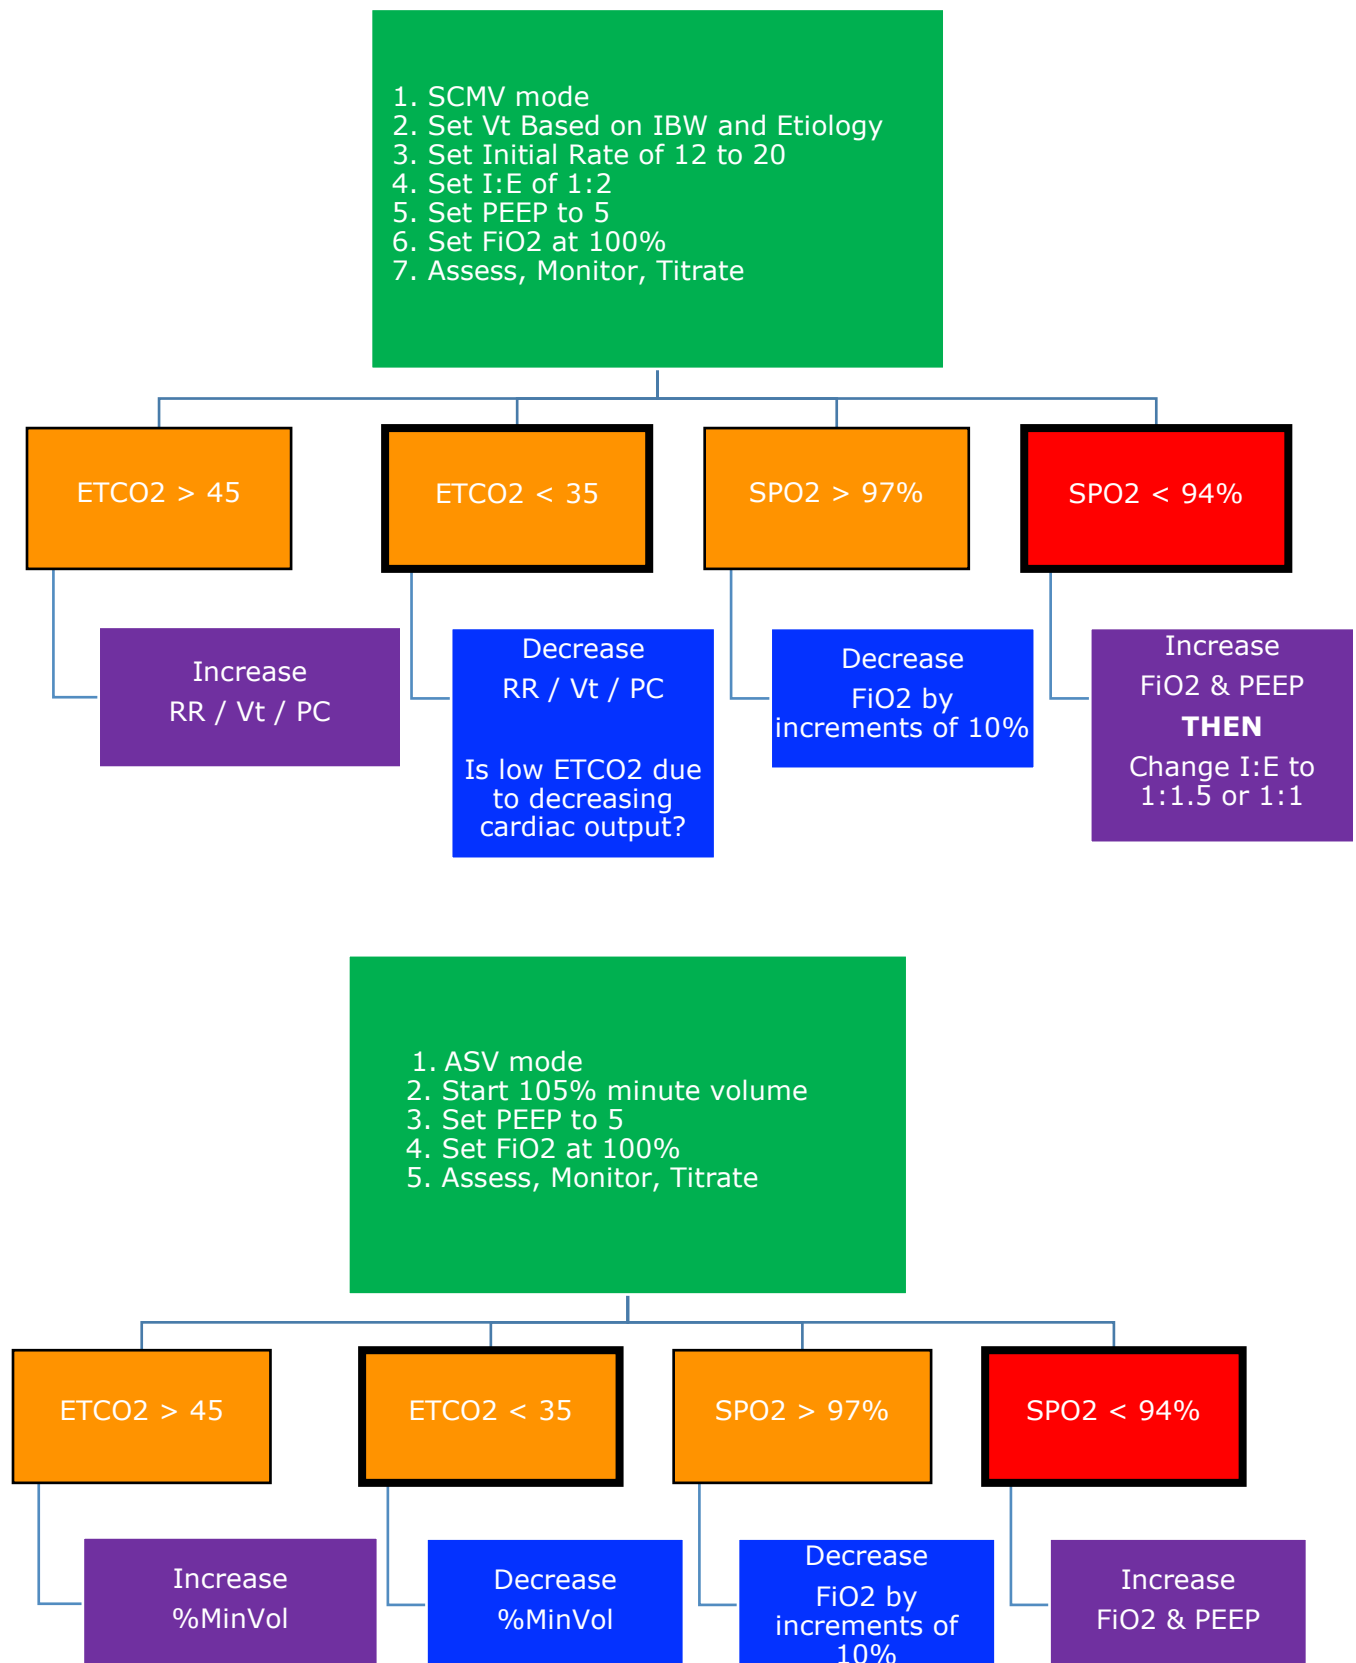 1. SCMV mode
2. Set Vt Based on IBW and Etiology
3. Set Initial Rate of 12 to 20
4. Set I:E of 1:2
5. Set PEEP to 5
6. Set FiO2 at 100%
7. Assess, Monitor, Titrate
ETCO2 > 45
ETCO2 < 35
SPO2 > 97%
SPO2 < 94%
Increase
RR / Vt / PC
Decrease
RR / Vt / PC
Is low ETCO2 due
to decreasing
cardiac output?
Decrease
FiO2 by
increments of 10%
Increase
FiO2 & PEEP
THEN
Change I:E to
1:1.5 or 1:1
1. ASV mode
2. Start 105% minute volume
3. Set PEEP to 5
4. Set FiO2 at 100%
5. Assess, Monitor, Titrate
ETCO2 > 45
ETCO2 < 35
SPO2 > 97%
SPO2 < 94%
Increase
%MinVol
Decrease
%MinVol
Decrease
FiO2 by
increments of
10%
Increase
FiO2 & PEEP